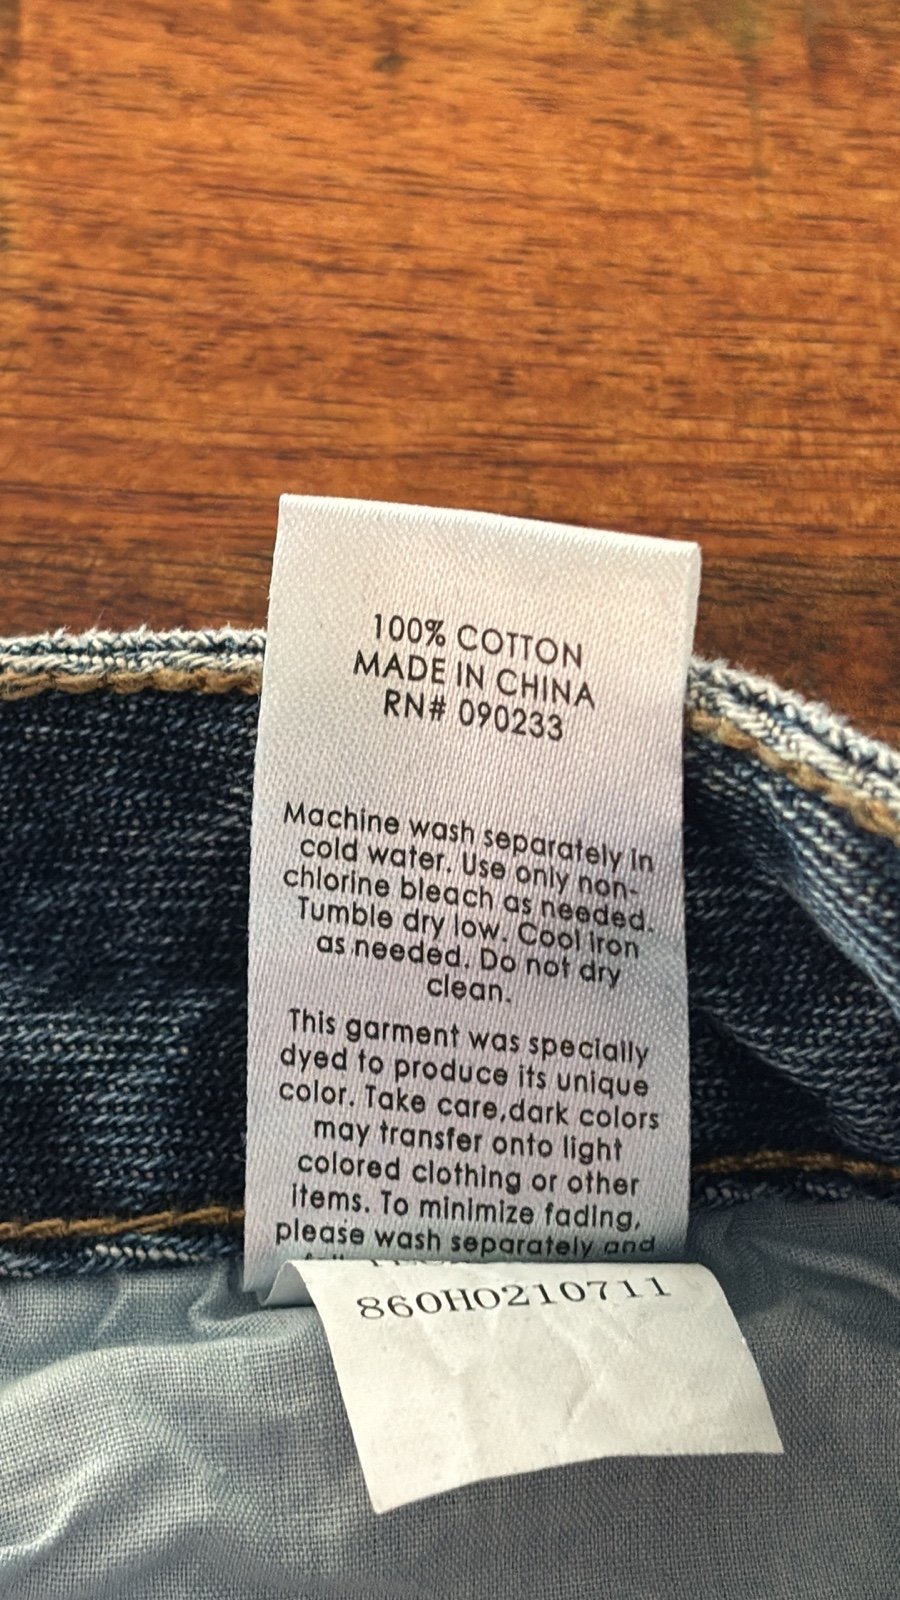 100% COTTON
MADE IN CHINA
RN# 090233
Machine wash separately in
cold water. Use only non-
chlorine bleach as needed.
Tumble dry low. Cool iron
as needed. Do not dry
clean.
This garment was specially
dyed to produce its unique
color. Take care,dark colors
may transfer onto light
colored clothing or other
items. To minimize fading,
please wash separately and
860HO210711